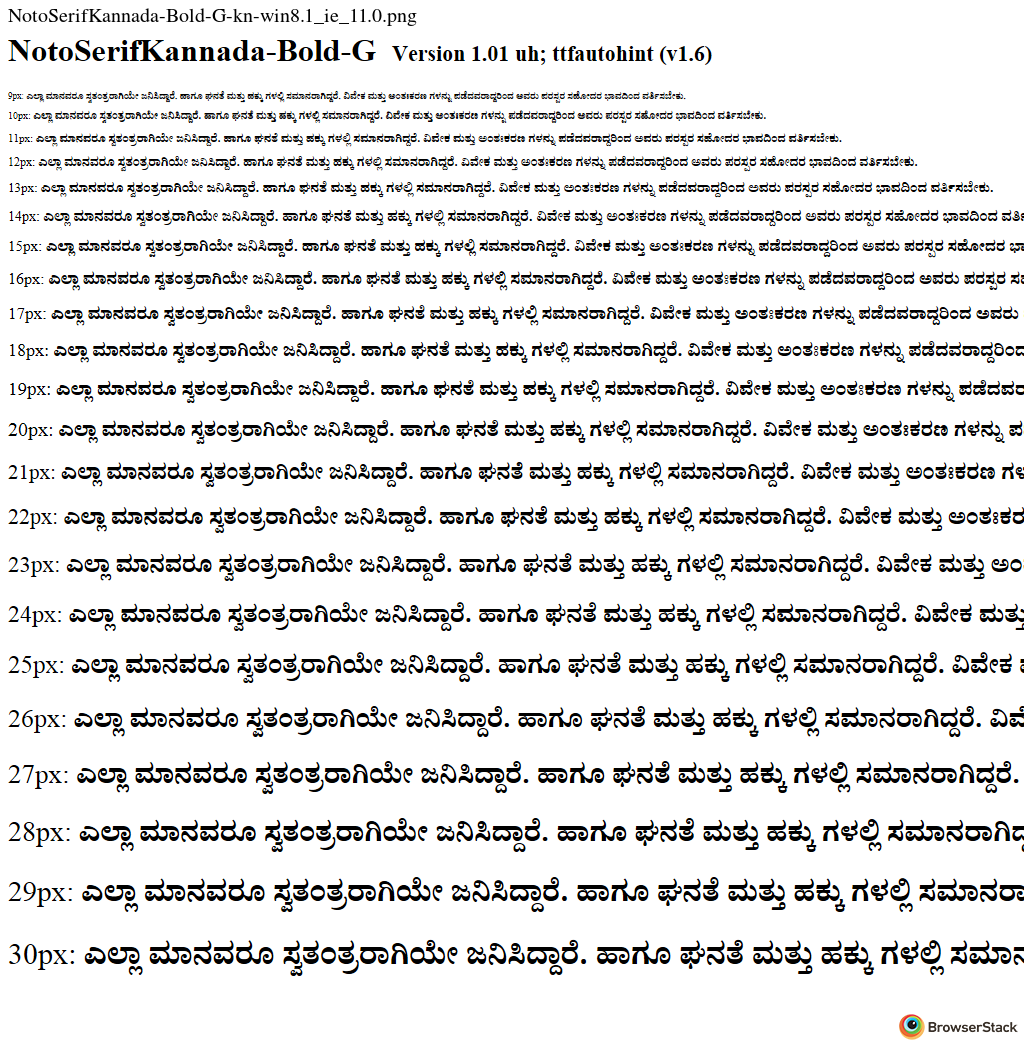 NotoSerifKannada-Bold-G-kn-win8.1_ie_11.0.png
NotoSerifKannada-Bold-G Version 1.01 uh; ttfautohint (v1.6)
9px: ಎಲ್ಲಾ ಮಾನವರೂ ಸ್ವತಂತ್ರರಾಗಿಯೇ ಜನಿಸಿದ್ದಾರೆ. ಹಾಗೂ ಘನತೆ ಮತ್ತು ಹಕ್ಕು ಗಳಲ್ಲಿ ಸಮಾನರಾಗಿದ್ದರೆ. ವಿವೇಕ ಮತ್ತು ಅಂತಃಕರಣ ಗಳನ್ನು ಪಡೆದವರಾದ್ದರಿಂದ ಅವರು ಪರಸ್ಪರ ಸಹೋದರ ಭಾವದಿಂದ ವರ್ತಿಸಬೇಕು.
10px: ಎಲ್ಲಾ ಮಾನವರೂ ಸ್ವತಂತ್ರರಾಗಿಯೇ ಜನಿಸಿದ್ದಾರೆ. ಹಾಗೂ ಘನತೆ ಮತ್ತು ಹಕ್ಕು ಗಳಲ್ಲಿ ಸಮಾನರಾಗಿದ್ದರೆ. ವಿವೇಕ ಮತ್ತು ಅಂತಃಕರಣ ಗಳನ್ನು ಪಡೆದವರಾದ್ದರಿಂದ ಅವರು ಪರಸ್ಪರ ಸಹೋದರ ಭಾವದಿಂದ ವರ್ತಿಸಬೇಕು.
11px: ಎಲ್ಲಾ ಮಾನವರೂ ಸ್ವತಂತ್ರರಾಗಿಯೇ ಜನಿಸಿದ್ದಾರೆ. ಹಾಗೂ ಘನತೆ ಮತ್ತು ಹಕ್ಕು ಗಳಲ್ಲಿ ಸಮಾನರಾಗಿದ್ದರೆ. ವಿವೇಕ ಮತ್ತು ಅಂತಃಕರಣ ಗಳನ್ನು ಪಡೆದವರಾದ್ದರಿಂದ ಅವರು ಪರಸ್ಪರ ಸಹೋದರ ಭಾವದಿಂದ ವರ್ತಿಸಬೇಕು.
12px: ಎಲ್ಲಾ ಮಾನವರೂ ಸ್ವತಂತ್ರರಾಗಿಯೇ ಜನಿಸಿದ್ದಾರೆ. ಹಾಗೂ ಘನತೆ ಮತ್ತು ಹಕ್ಕು ಗಳಲ್ಲಿ ಸಮಾನರಾಗಿದ್ದರೆ. ವಿವೇಕ ಮತ್ತು ಅಂತಃಕರಣ ಗಳನ್ನು ಪಡೆದವರಾದ್ದರಿಂದ ಅವರು ಪರಸ್ಪರ ಸಹೋದರ ಭಾವದಿಂದ ವರ್ತಿಸಬೇಕು.
13px: ಎಲ್ಲಾ ಮಾನವರೂ ಸ್ವತಂತ್ರರಾಗಿಯೇ ಜನಿಸಿದ್ದಾರೆ. ಹಾಗೂ ಘನತೆ ಮತ್ತು ಹಕ್ಕು ಗಳಲ್ಲಿ ಸಮಾನರಾಗಿದ್ದರೆ. ವಿವೇಕ ಮತ್ತು ಅಂತಃಕರಣ ಗಳನ್ನು ಪಡೆದವರಾದ್ದರಿಂದ ಅವರು ಪರಸ್ಪರ ಸಹೋದರ ಭಾವದಿಂದ ವರ್ತಿಸಬೇಕು.
14px: ಎಲ್ಲಾ ಮಾನವರೂ ಸ್ವತಂತ್ರರಾಗಿಯೇ ಜನಿಸಿದ್ದಾರೆ. ಹಾಗೂ ಘನತೆ ಮತ್ತು ಹಕ್ಕು ಗಳಲ್ಲಿ ಸಮಾನರಾಗಿದ್ದರೆ. ವಿವೇಕ ಮತ್ತು ಅಂತಃಕರಣ ಗಳನ್ನು ಪಡೆದವರಾದ್ದರಿಂದ ಅವರು ಪರಸ್ಪರ ಸಹೋದರ ಭಾವದಿಂದ
15px: ಎಲ್ಲಾ ಮಾನವರೂ ಸ್ವತಂತ್ರರಾಗಿಯೇ ಜನಿಸಿದ್ದಾರೆ. ಹಾಗೂ ಘನತೆ ಮತ್ತು ಹಕ್ಕು ಗಳಲ್ಲಿ ಸಮಾನರಾಗಿದ್ದರೆ. ವಿವೇಕ ಮತ್ತು ಅಂತಃಕರಣ ಗಳನ್ನು ಪಡೆದವರಾದ್ದರಿಂದ ಅವರು ಪರಸ್ಪರ ಸಹೋದರ
16px: ಎಲ್ಲಾ ಮಾನವರೂ ಸ್ವತಂತ್ರರಾಗಿಯೇ ಜನಿಸಿದ್ದಾರೆ. ಹಾಗೂ ಘನತೆ ಮತ್ತು ಹಕ್ಕು ಗಳಲ್ಲಿ ಸಮಾನರಾಗಿದ್ದರೆ. ವಿವೇಕ ಮತ್ತು ಅಂತಃಕರಣ ಗಳನ್ನು ಪಡೆದವರಾದ್ದರಿಂದ ಅವರು ಪರಸ್ಪರ
17px: ಎಲ್ಲಾ ಮಾನವರೂ ಸ್ವತಂತ್ರರಾಗಿಯೇ ಜನಿಸಿದ್ದಾರೆ. ಹಾಗೂ ಘನತೆ ಮತ್ತು ಹಕ್ಕು ಗಳಲ್ಲಿ ಸಮಾನರಾಗಿದ್ದರೆ. ವಿವೇಕ ಮತ್ತು ಅಂತಃಕರಣ ಗಳನ್ನು ಪಡೆದವರಾದ್ದರಿಂದ ಅವರು
18px: ಎಲ್ಲಾ ಮಾನವರೂ ಸ್ವತಂತ್ರರಾಗಿಯೇ ಜನಿಸಿದ್ದಾರೆ. ಹಾಗೂ ಘನತೆ ಮತ್ತು ಹಕ್ಕು ಗಳಲ್ಲಿ ಸಮಾನರಾಗಿದ್ದರೆ. ವಿವೇಕ ಮತ್ತು ಅಂತಃಕರಣ ಗಳನ್ನು ಪಡೆದವರಾದ್ದರಿಂದ
19px: ಎಲ್ಲಾ ಮಾನವರೂ ಸ್ವತಂತ್ರರಾಗಿಯೇ ಜನಿಸಿದ್ದಾರೆ. ಹಾಗೂ ಘನತೆ ಮತ್ತು ಹಕ್ಕು ಗಳಲ್ಲಿ ಸಮಾನರಾಗಿದ್ದರೆ. ವಿವೇಕ ಮತ್ತು ಅಂತಃಕರಣ ಗಳನ್ನು ಪಡೆದವರ
20px: ಎಲ್ಲಾ ಮಾನವರೂ ಸ್ವತಂತ್ರರಾಗಿಯೇ ಜನಿಸಿದ್ದಾರೆ. ಹಾಗೂ ಘನತೆ ಮತ್ತು ಹಕ್ಕು ಗಳಲ್ಲಿ ಸಮಾನರಾಗಿದ್ದರೆ. ವಿವೇಕ ಮತ್ತು ಅಂತಃಕರಣ ಗಳನ್ನು ಪ
21px: ಎಲ್ಲಾ ಮಾನವರೂ ಸ್ವತಂತ್ರರಾಗಿಯೇ ಜನಿಸಿದ್ದಾರೆ. ಹಾಗೂ ಘನತೆ ಮತ್ತು ಹಕ್ಕು ಗಳಲ್ಲಿ ಸಮಾನರಾಗಿದ್ದರೆ. ವಿವೇಕ ಮತ್ತು ಅಂತಃಕರಣ ಗಳ
22px: ಎಲ್ಲಾ ಮಾನವರೂ ಸ್ವತಂತ್ರರಾಗಿಯೇ ಜನಿಸಿದ್ದಾರೆ. ಹಾಗೂ ಘನತೆ ಮತ್ತು ಹಕ್ಕು ಗಳಲ್ಲಿ ಸಮಾನರಾಗಿದ್ದರೆ. ವಿವೇಕ ಮತ್ತು ಅಂತಃಕರ
23px: ಎಲ್ಲಾ ಮಾನವರೂ ಸ್ವತಂತ್ರರಾಗಿಯೇ ಜನಿಸಿದ್ದಾರೆ. ಹಾಗೂ ಘನತೆ ಮತ್ತು ಹಕ್ಕು ಗಳಲ್ಲಿ ಸಮಾನರಾಗಿದ್ದರೆ. ವಿವೇಕ ಮತ್ತು ಅಂ
24px: ಎಲ್ಲಾ ಮಾನವರೂ ಸ್ವತಂತ್ರರಾಗಿಯೇ ಜನಿಸಿದ್ದಾರೆ. ಹಾಗೂ ಘನತೆ ಮತ್ತು ಹಕ್ಕು ಗಳಲ್ಲಿ ಸಮಾನರಾಗಿದ್ದರೆ. ವಿವೇಕ ಮತ್ತು
25px: ಎಲ್ಲಾ ಮಾನವರೂ ಸ್ವತಂತ್ರರಾಗಿಯೇ ಜನಿಸಿದ್ದಾರೆ. ಹಾಗೂ ಘನತೆ ಮತ್ತು ಹಕ್ಕು ಗಳಲ್ಲಿ ಸಮಾನರಾಗಿದ್ದರೆ. ವಿವೇಕ
26px: ಎಲ್ಲಾ ಮಾನವರೂ ಸ್ವತಂತ್ರರಾಗಿಯೇ ಜನಿಸಿದ್ದಾರೆ. ಹಾಗೂ ಘನತೆ ಮತ್ತು ಹಕ್ಕು ಗಳಲ್ಲಿ ಸಮಾನರಾಗಿದ್ದರೆ. ವಿವೆ
27px: ಎಲ್ಲಾ ಮಾನವರೂ ಸ್ವತಂತ್ರರಾಗಿಯೇ ಜನಿಸಿದ್ದಾರೆ. ಹಾಗೂ ಘನತೆ ಮತ್ತು ಹಕ್ಕು ಗಳಲ್ಲಿ ಸಮಾನರಾಗಿದ್ದರೆ.
28px: ಎಲ್ಲಾ ಮಾನವರೂ ಸ್ವತಂತ್ರರಾಗಿಯೇ ಜನಿಸಿದ್ದಾರೆ. ಹಾಗೂ ಘನತೆ ಮತ್ತು ಹಕ್ಕು ಗಳಲ್ಲಿ ಸಮಾನರಾಗಿದ್ದ
29px: ಎಲ್ಲಾ ಮಾನವರೂ ಸ್ವತಂತ್ರರಾಗಿಯೇ ಜನಿಸಿದ್ದಾರೆ. ಹಾಗೂ ಘನತೆ ಮತ್ತು ಹಕ್ಕು ಗಳಲ್ಲಿ ಸಮಾನರಾ
30px: ಎಲ್ಲಾ ಮಾನವರೂ ಸ್ವತಂತ್ರರಾಗಿಯೇ ಜನಿಸಿದ್ದಾರೆ. ಹಾಗೂ ಘನತೆ ಮತ್ತು ಹಕ್ಕು ಗಳಲ್ಲಿ ಸಮಾನ
BrowserStack